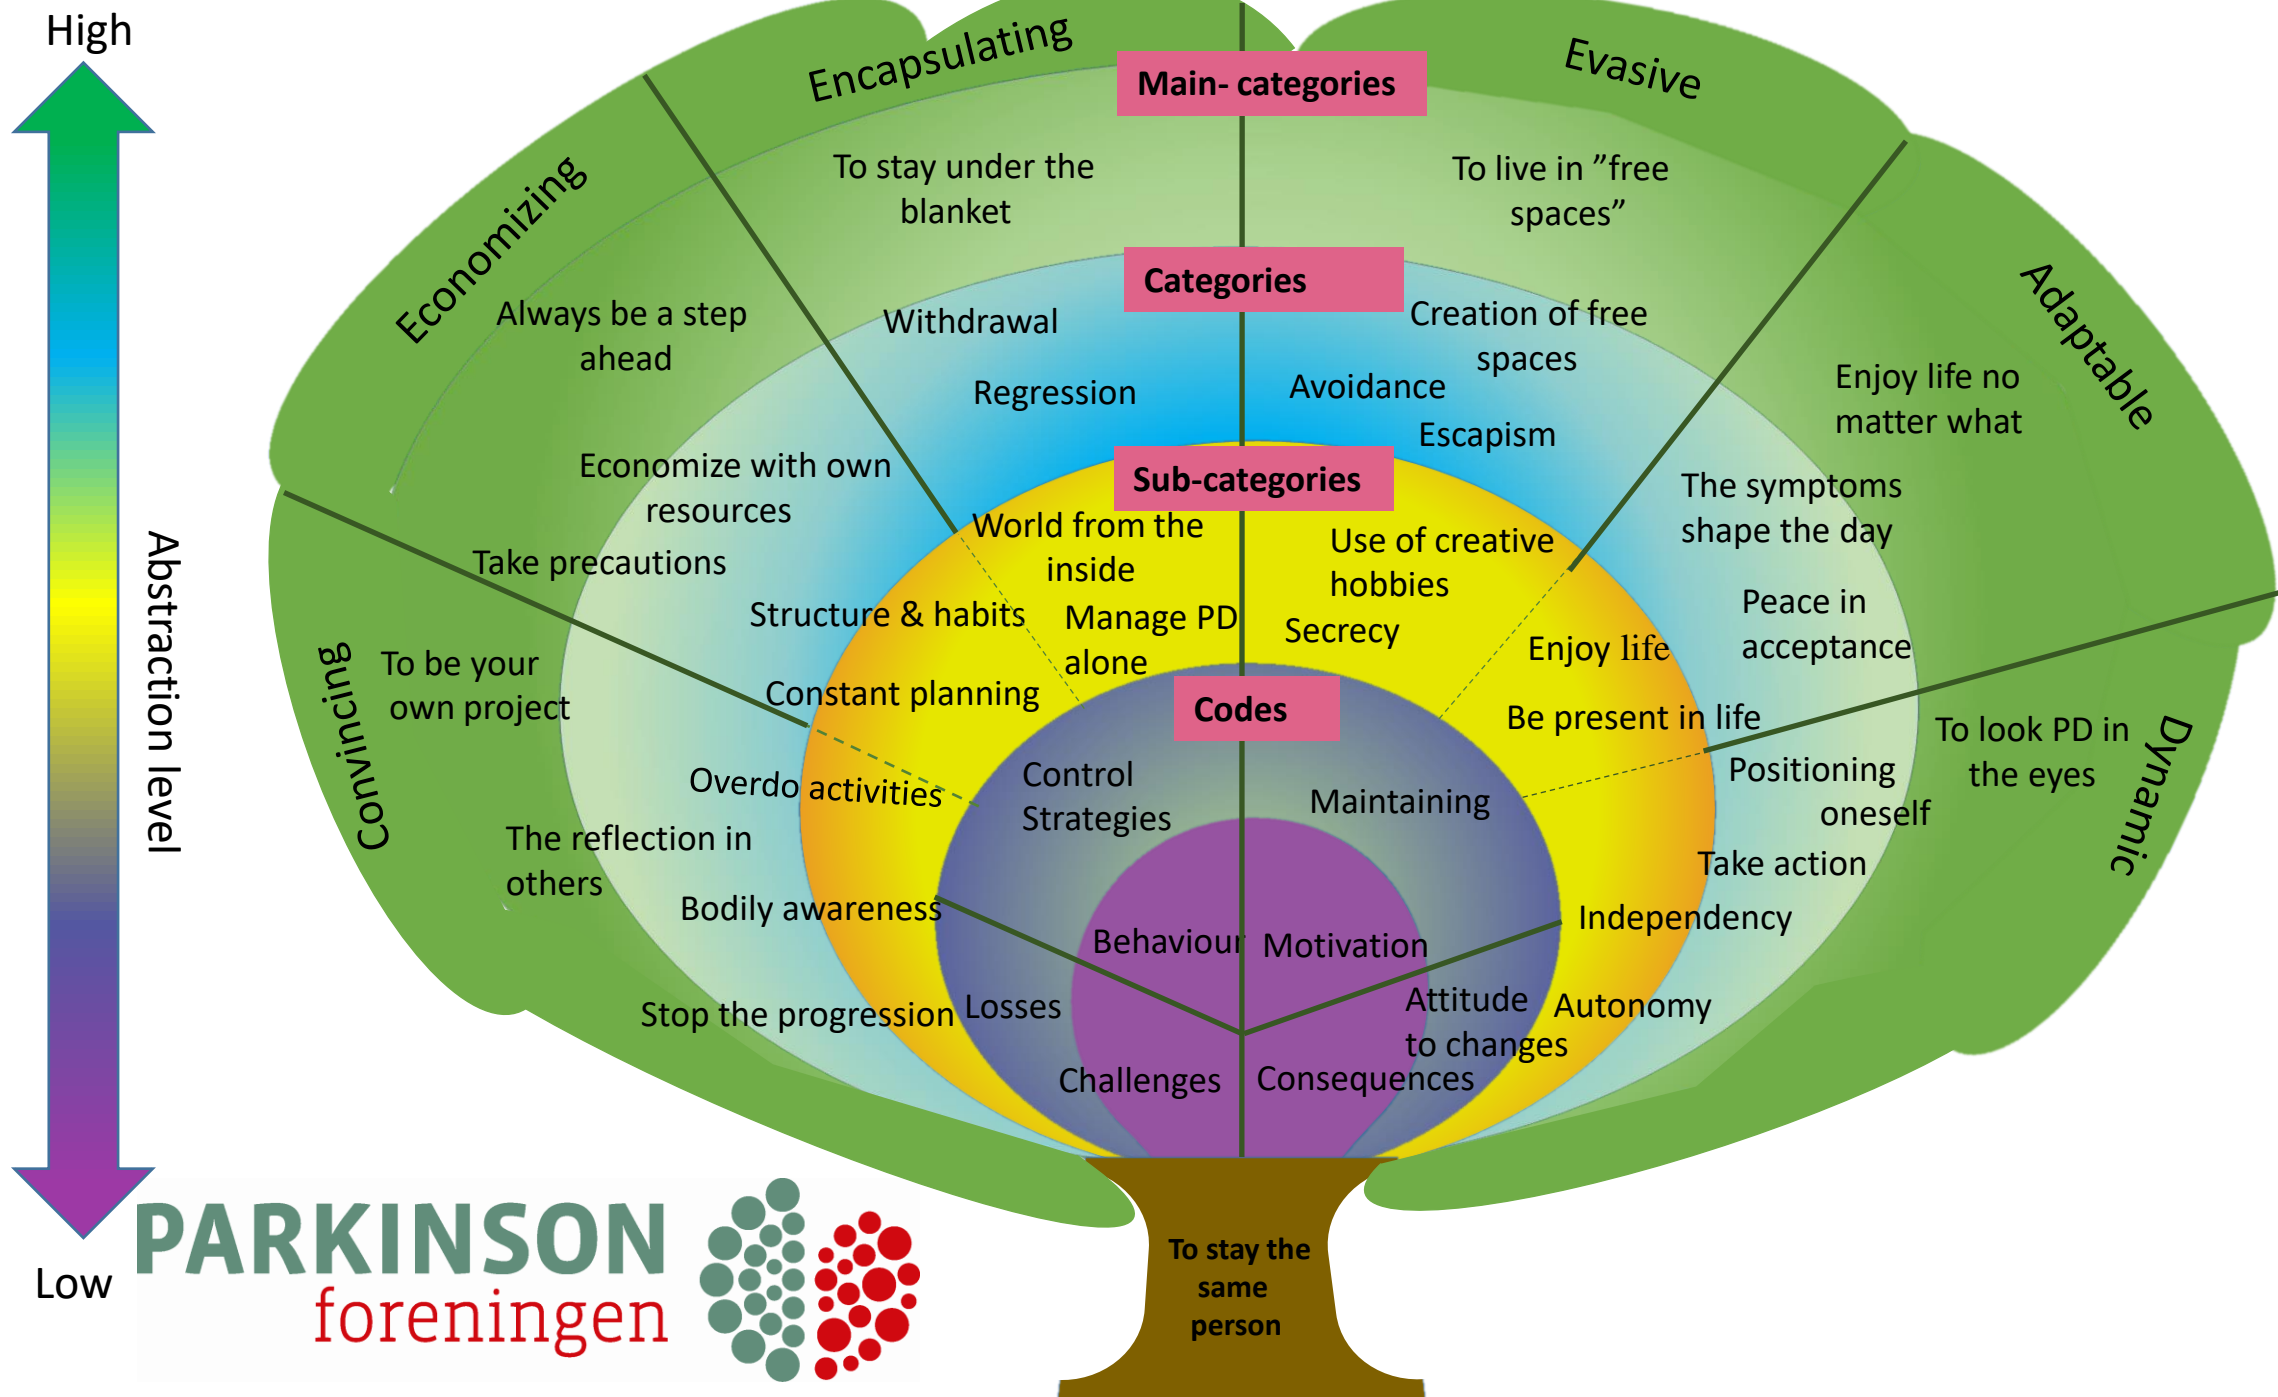 High
Abstraction level
Low
Encapsulating
Main- categories
Evasive
Economizing
Adaptable
Convincing
Dynamic
To stay under the
blanket
To live in ”free
spaces”
Always be a step
ahead
Enjoy life no
matter what
To be your
own project
To look PD in
the eyes
Categories
Withdrawal
Regression
Creation of free
spaces
Avoidance
Escapism
Economize with own
resources
Take precautions
The symptoms
shape the day
Peace in
acceptance
The reflection in
others
Bodily awareness
Stop the progression
Positioning
oneself
Take action
Sub-categories
World from the
inside
Manage PD
alone
Use of creative
hobbies
Secrecy
Structure & habits
Constant planning
Enjoy life
Be present in life
Overdo activities
Independency
Autonomy
Codes
Control
Strategies
Maintaining
Losses
Attitude
to changes
Behaviour
Motivation
Challenges
Consequences
To stay the
same
person
PARKINSON
foreningen